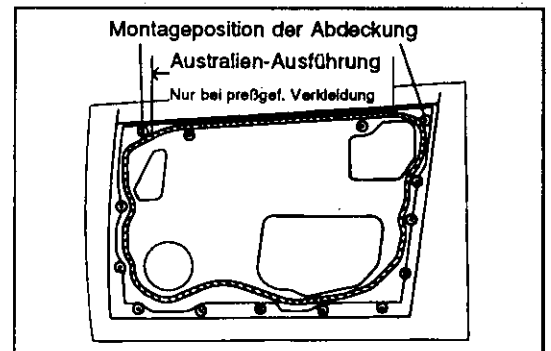 Montageposition der Abdeckung
Australien-Ausführung
Nur bei preßgef. Verkleidung